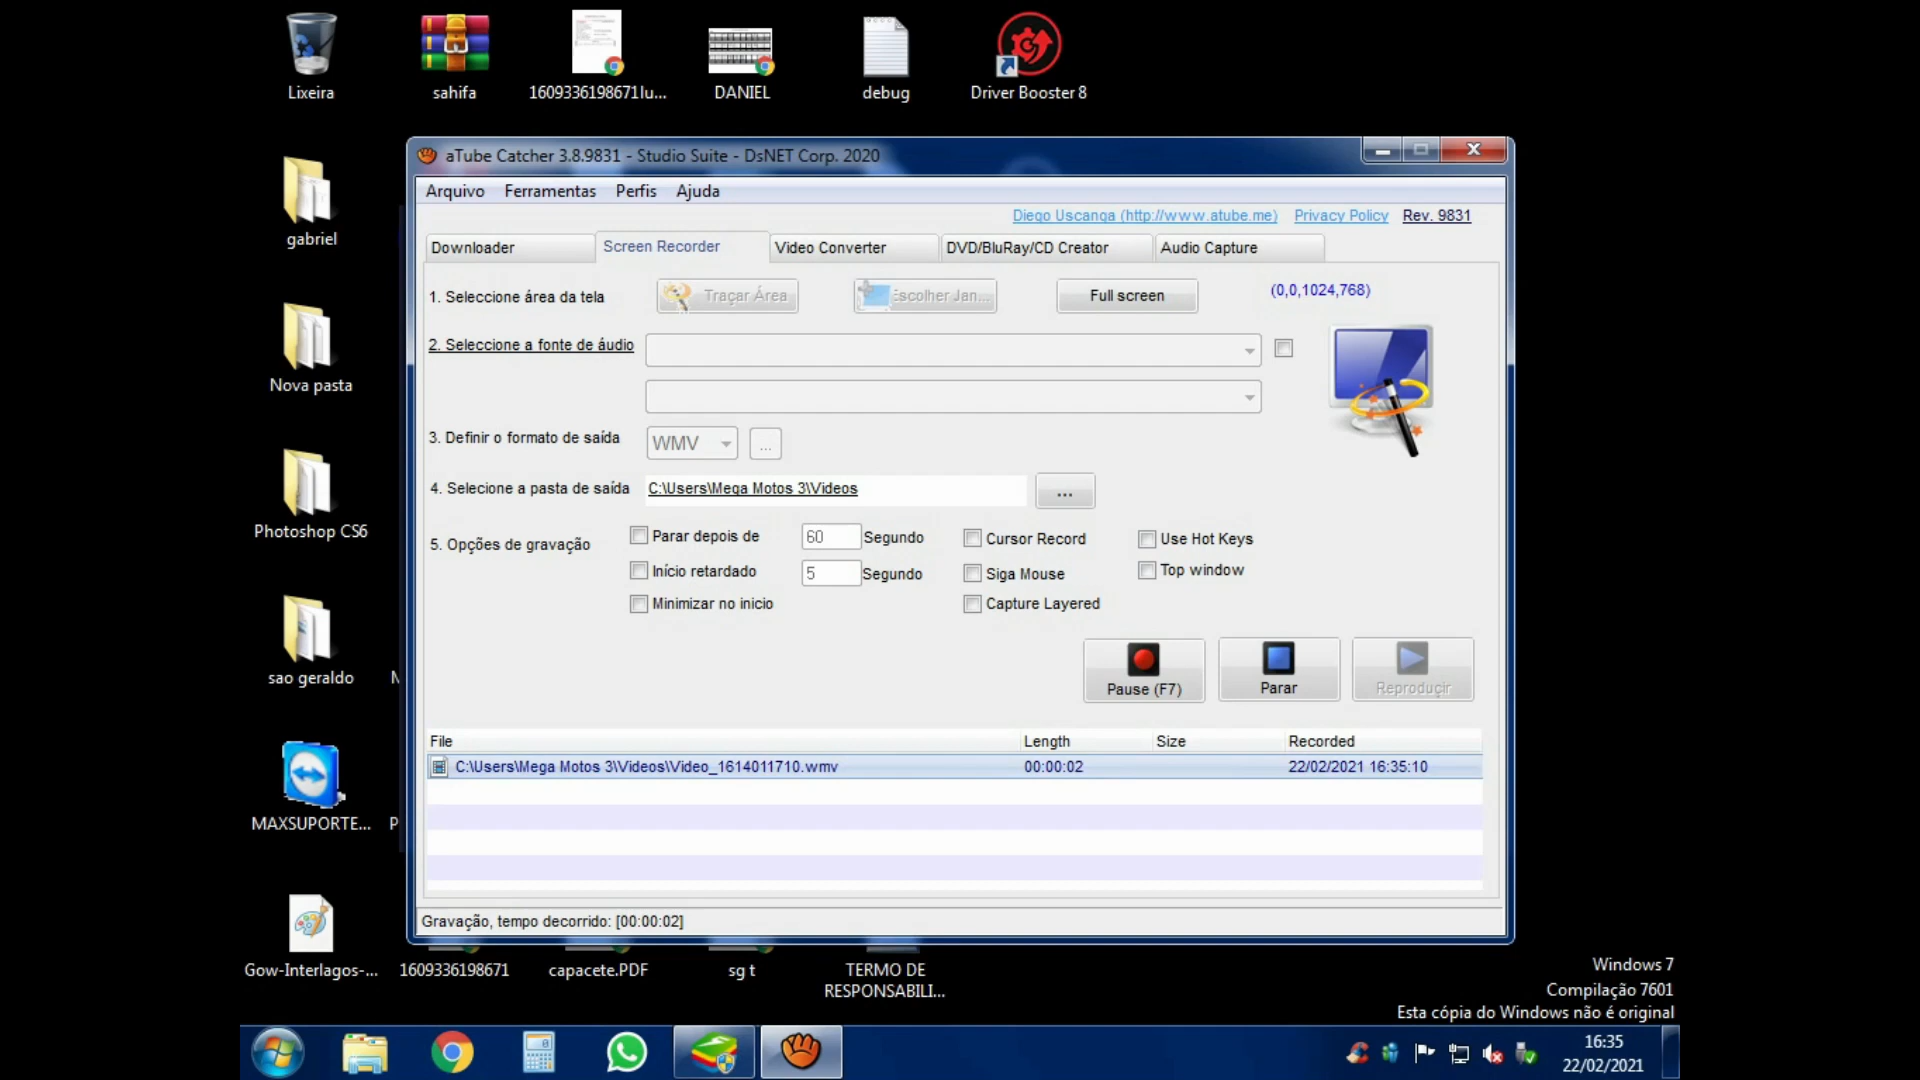 Lixeira
sahifa
1609336198671lu...
DANIEL
debug
Driver Booster 8
gabriel
Nova pasta
Photoshop CS6
sao geraldo
MAXSUPORTE...
Gow-Interlagos-...
aTube Catcher 3.8.9831 - Studio Suite - DsNET Corp. 2020
Arquivo Ferramentas Perfis Ajuda
Diego Uscanga (http://www.atube.me) Privacy Policy Rev. 9831
Downloader Screen Recorder Video Converter DVD/BluRay/CD Creator Audio Capture
1. Seleccione área da tela Traçar Área Escolher Jan... Full screen (0,0,1024,768)
2. Seleccione a fonte de áudio
3. Definir o formato de saída WMV ...
4. Selecione a pasta de saída C:\Users\Mega Motos 3\Videos ...
5. Opções de gravação
Parar depois de 60 Segundo Cursor Record Use Hot Keys
Início retardado 5 Segundo Siga Mouse Top window
Minimizar no inicio Capture Layered
Pause (F7) Parar Reproduçir
File Length Size Recorded
C:\Users\Mega Motos 3\Videos\Video_1614011710.wmv 00:00:02 22/02/2021 16:35:10
Gravação, tempo decorrido: [00:00:02]
1609336198671
capacete.PDF
sg t
TERMO DE
RESPONSABILI...
Windows 7
Compilação 7601
Esta cópia do Windows não é original
16:35
22/02/2021